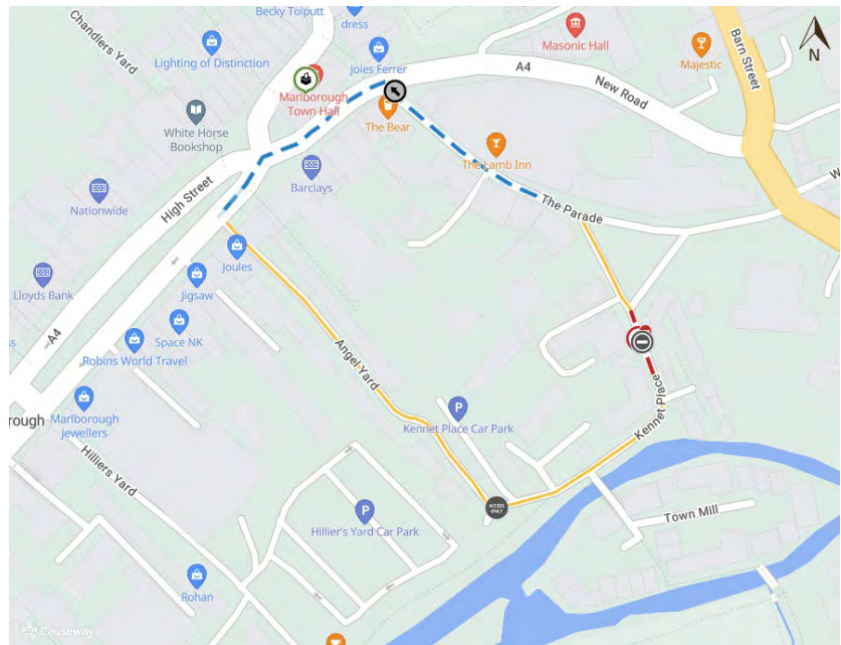 Becky Tolputt
dress
Chandlers Yard
Lighting of Distinction
Joies Ferrer
Masonic Hall
Majestic
Barn Street
N
A4
New Road
Marlborough
Town Hall
The Bear
White Horse
Bookshop
The Lamb Inn
Barclays
Nationwide
High Street
The Parade
W
Joules
Lloyds Bank
Jigsaw
A4
Space NK
Robins World Travel
Angel Yard
ss
rough
Marlborough
Jewellers
P
Kennet Place Car Park
Kennet Place
Hilliers Yard
ACCESS
ONLY
P
Hillier's Yard Car Park
Town Mill
Rohan
Causeway